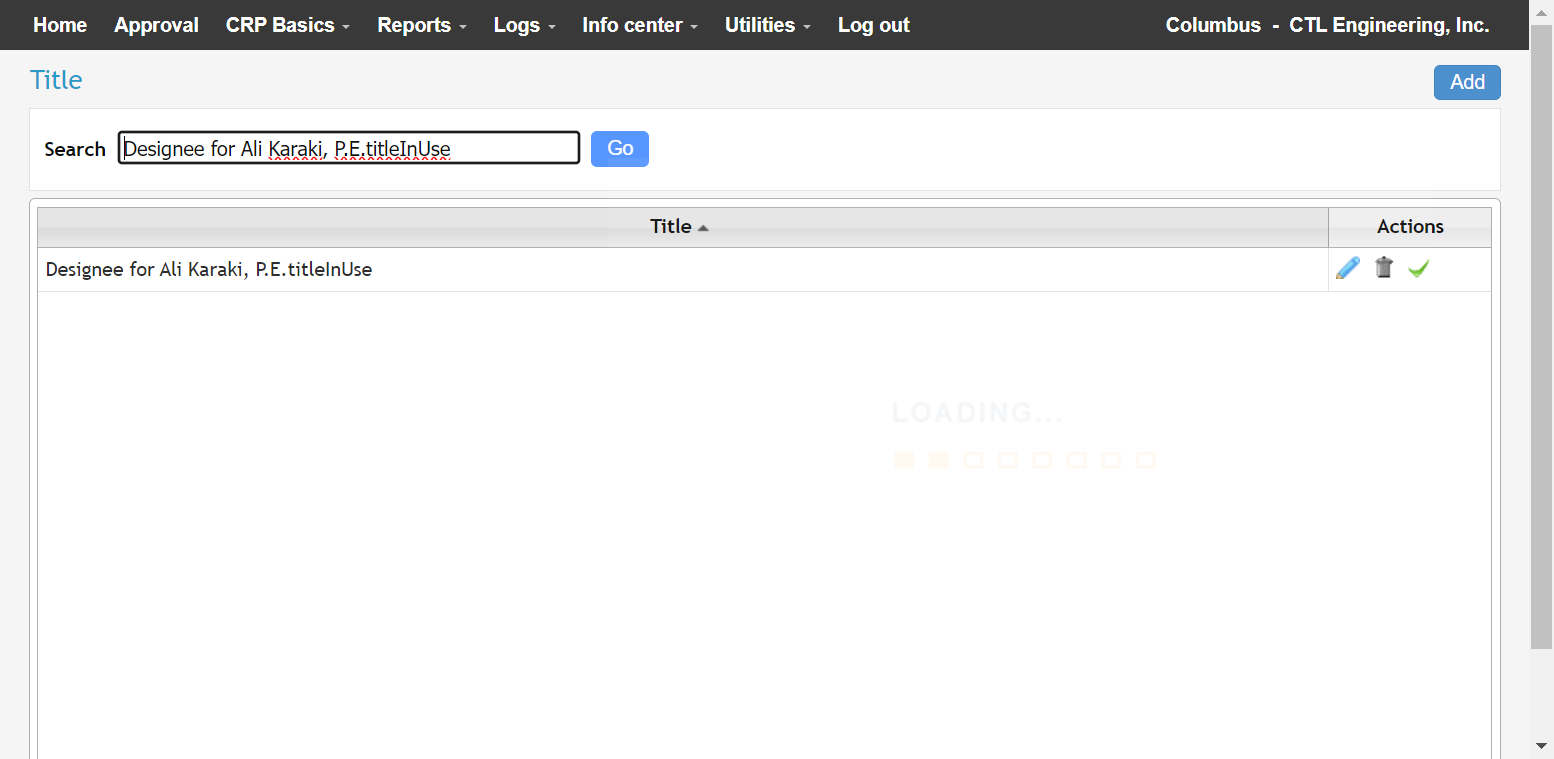 Home Approval CRP Basics Reports Logs Info center Utilities Log out Columbus - CTL Engineering, Inc.
Title Add
Search Designee for Ali Karaki, P.E.titleInUse Go
Title Actions
Designee for Ali Karaki, P.E.titleInUse
LOADING...